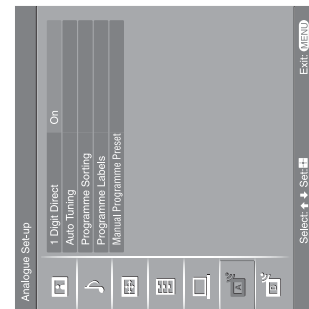 Analogue Set-up
1 Digit Direct On
Auto Tuning
Programme Sorting
Programme Labels
Manual Programme Preset
Select: Set: Exit: MENU